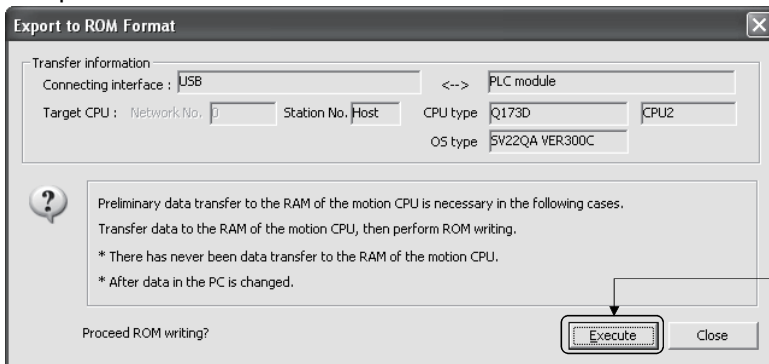 Export to ROM Format
Transfer information
Connecting interface : USB <--> PLC module
Target CPU : Network No. 0 Station No. Host CPU type Q173D CPU2
OS type SV22QA VER300C
Preliminary data transfer to the RAM of the motion CPU is necessary in the following cases.
Transfer data to the RAM of the motion CPU, then perform ROM writing.
* There has never been data transfer to the RAM of the motion CPU.
* After data in the PC is changed.
Proceed ROM writing? Execute Close